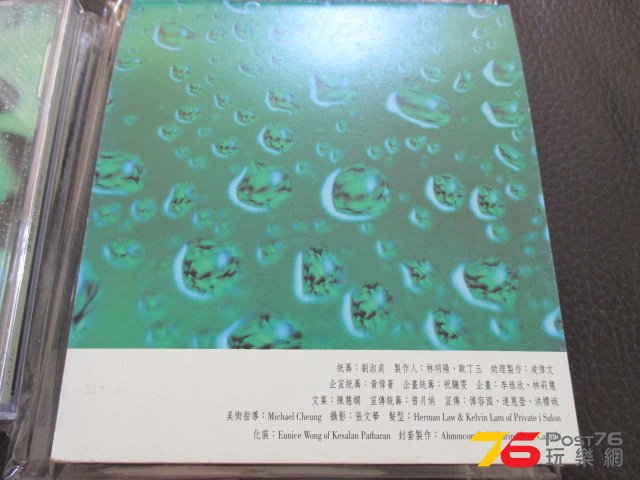 統籌：劉淑貞　製作人：林明陽、歐丁玉　助理製作：凌偉文
企宣統籌：黃偉菁　企畫統籌：祝驪雯　企畫：李雅欣、林莉慧
文案：陳慧嫻　宣傳統籌：曾月娟　宣傳：傅容國、連惠瑩、洪櫻娥
美術指導：Michael Cheung　攝影：張文華　髮型：Herman Law & Kelvin Lam of Private i Salon
化裝：Eunice Wong of Kesalan Patharan　封套製作：
76 Post76
玩樂網